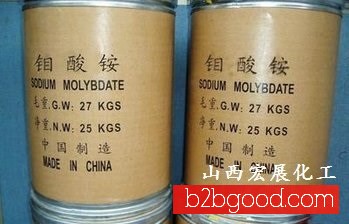 钼酸铵
SODIUM MOLYBDATE
毛重.G.W: 27 KGS
净重.N.W: 25 KGS
中国制造
MADE IN CHINA
钼酸铵
SODIUM MOLYBDATE
毛重.G.W: 27 KGS
净重.N.W: 25 KGS
中国制造
MADE IN CHINA
山西宏展化工
b2bgood.com